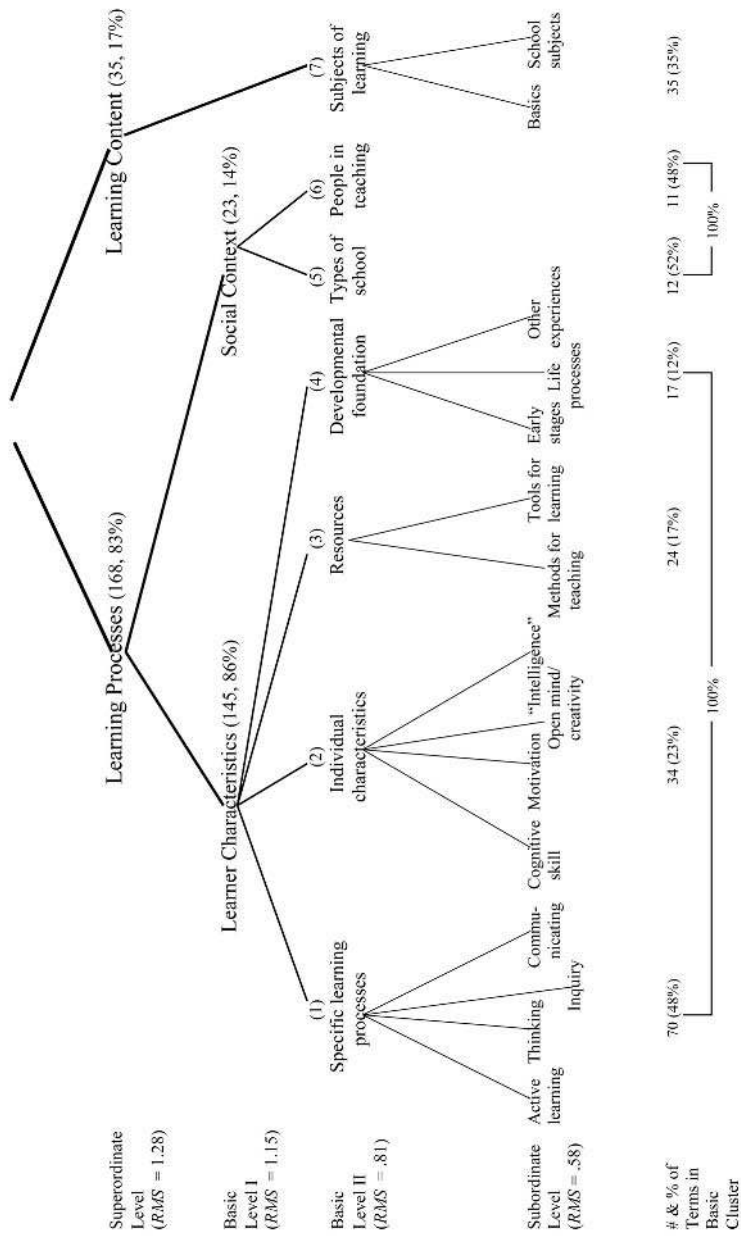 Superordinate
Level
(RMS = 1.28)
Learning Processes (168, 83%)
Learning Content (35, 17%)
Basic
Level I
(RMS = 1.15)
Learner Characteristics (145, 86%)
Social Context (23, 14%)
Basic
Level II
(RMS = .81)
(1)
Specific learning
processes
(2)
Individual
characteristics
(3)
Resources
(4)
Developmental
foundation
(5)
Types of
school
(6)
People in
teaching
(7)
Subjects of
learning
Subordinate
Level
(RMS = .58)
Active
learning
Thinking
Inquiry
Commu-
nicating
Cognitive
skill
Motivation
Open mind/
creativity
“Intelligence”
Methods for
teaching
Tools for
learning
Early
stages
Life
processes
Other
experiences
Basics
School
subjects
# & % of
Terms in
Basic
Cluster
70 (48%)
34 (23%)
24 (17%)
17 (12%)
12 (52%)
11 (48%)
35 (35%)
100%
100%